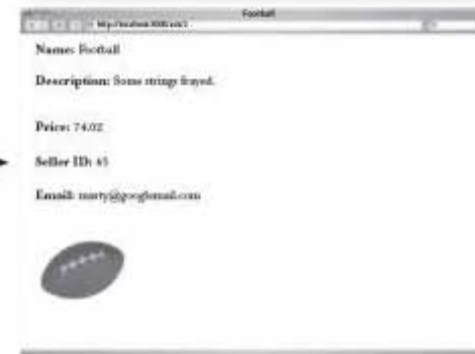 Football
Name: Football
Description: Some strings frayed.
Price: 74.02
Seller ID: 45
Email: marty@googlemail.com